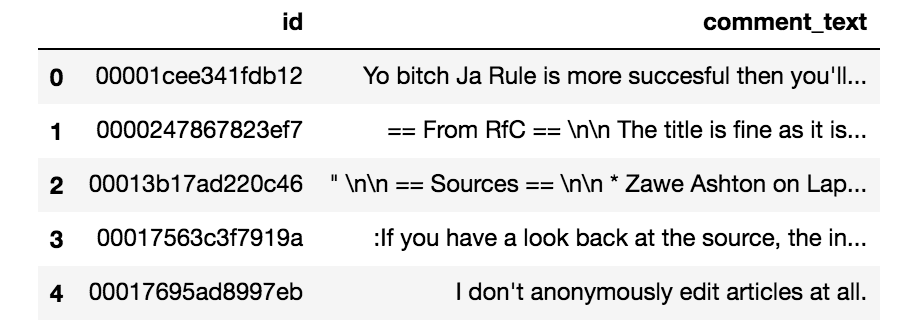 id comment_text
0 00001cee341fdb12 Yo bitch Ja Rule is more succesful then you'll...
1 0000247867823ef7 == From RfC == \n\n The title is fine as it is...
2 00013b17ad220c46 " \n\n == Sources == \n\n * Zawe Ashton on Lap...
3 00017563c3f7919a :If you have a look back at the source, the in...
4 00017695ad8997eb I don't anonymously edit articles at all.